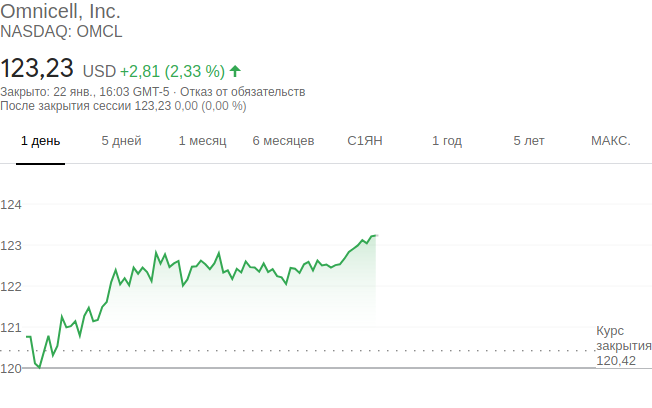 Omnicell, Inc.
NASDAQ: OMCL
123,23 USD +2,81 (2,33 %)
Закрыто: 22 янв., 16:03 GMT-5 · Отказ от обязательств
После закрытия сессии 123,23 0,00 (0,00 %)
1 день 5 дней 1 месяц 6 месяцев С1ЯН 1 год 5 лет МАКС.
124
123
122
121
120
Курс
закрытия
120,42